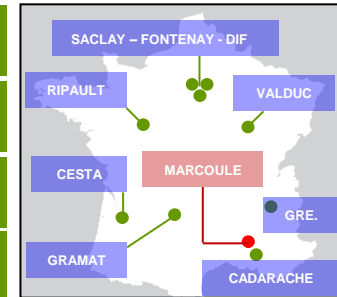 SACLAY – FONTENAY - DIF
RIPAULT
VALDUC
CESTA
MARCOULE
GRE.
GRAMAT
CADARACHE